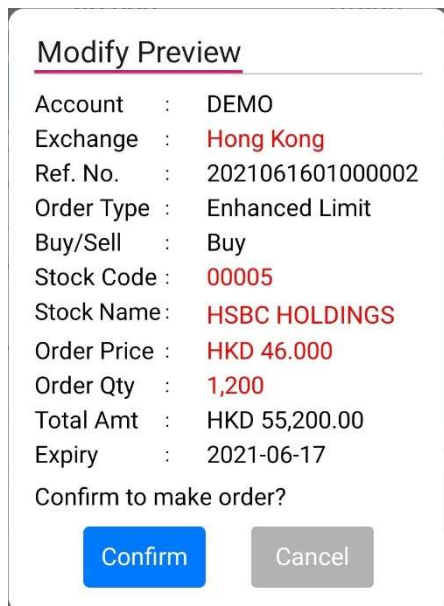 Modify Preview
Account : DEMO
Exchange : Hong Kong
Ref. No. : 2021061601000002
Order Type : Enhanced Limit
Buy/Sell : Buy
Stock Code : 00005
Stock Name : HSBC HOLDINGS
Order Price : HKD 46.000
Order Qty : 1,200
Total Amt : HKD 55,200.00
Expiry : 2021-06-17
Confirm to make order?
Confirm Cancel